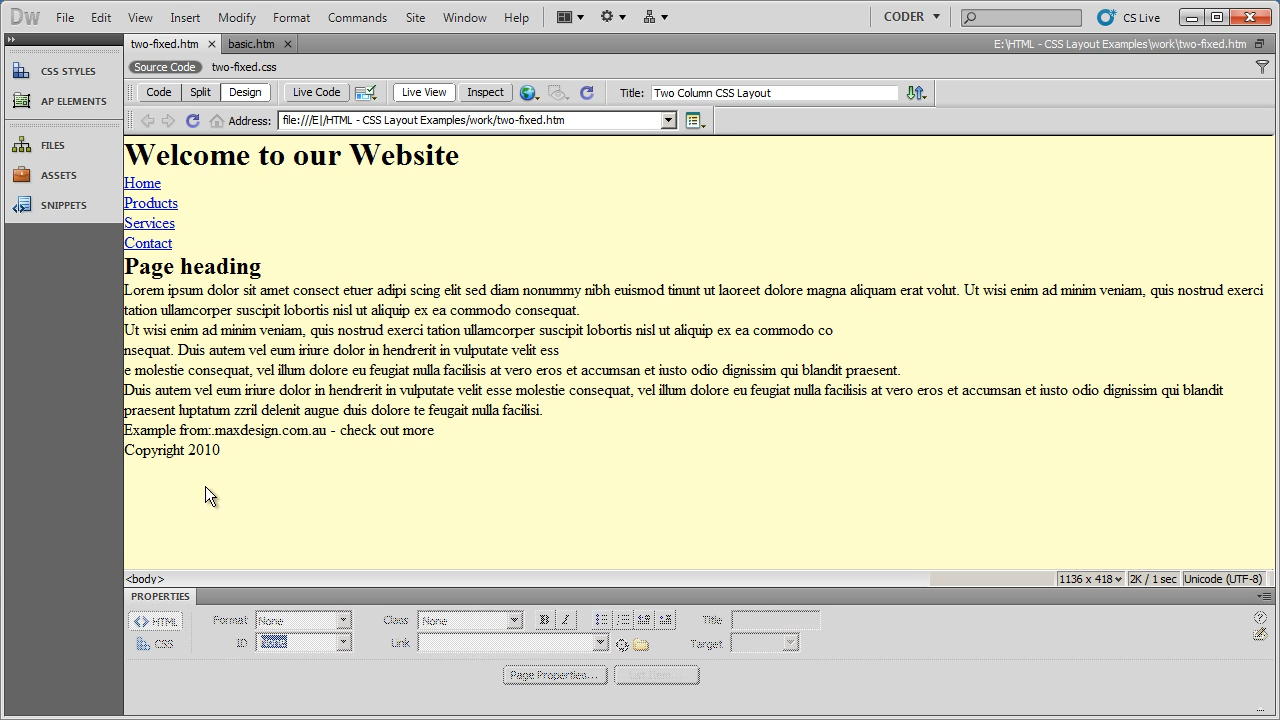 Dw File Edit View Insert Modify Format Commands Site Window Help CODER CS Live
two-fixed.htm basic.htm E:\HTML - CSS Layout Examples\work\two-fixed.htm
Source Code two-fixed.css
Code Split Design Live Code Live View Inspect Title: Two Column CSS Layout
Address: file:///E|/HTML - CSS Layout Examples/work/two-fixed.htm
CSS STYLES
AP ELEMENTS
FILES
ASSETS
SNIPPETS
Welcome to our Website
Home
Products
Services
Contact
Page heading
Lorem ipsum dolor sit amet consect etuer adipi scing elit sed diam nonummy nibh euismod tinunt ut laoreet dolore magna aliquam erat volut. Ut wisi enim ad minim veniam, quis nostrud exerci
tation ullamcorper suscipit lobortis nisl ut aliquip ex ea commodo consequat.
Ut wisi enim ad minim veniam, quis nostrud exerci tation ullamcorper suscipit lobortis nisl ut aliquip ex ea commodo co
nsequat. Duis autem vel eum iriure dolor in hendrerit in vulputate velit ess
e molestie consequat, vel illum dolore eu feugiat nulla facilisis at vero eros et accumsan et iusto odio dignissim qui blandit praesent.
Duis autem vel eum iriure dolor in hendrerit in vulputate velit esse molestie consequat, vel illum dolore eu feugiat nulla facilisis at vero eros et accumsan et iusto odio dignissim qui blandit
praesent luptatum zzril delenit augue duis dolore te feugait nulla facilisi.
Example from: maxdesign.com.au - check out more
Copyright 2010
<body> 1136 x 418 2K / 1 sec Unicode (UTF-8)
PROPERTIES
<> HTML Format None Class None B I Title
CSS ID Link Target
Page Properties... List Item...